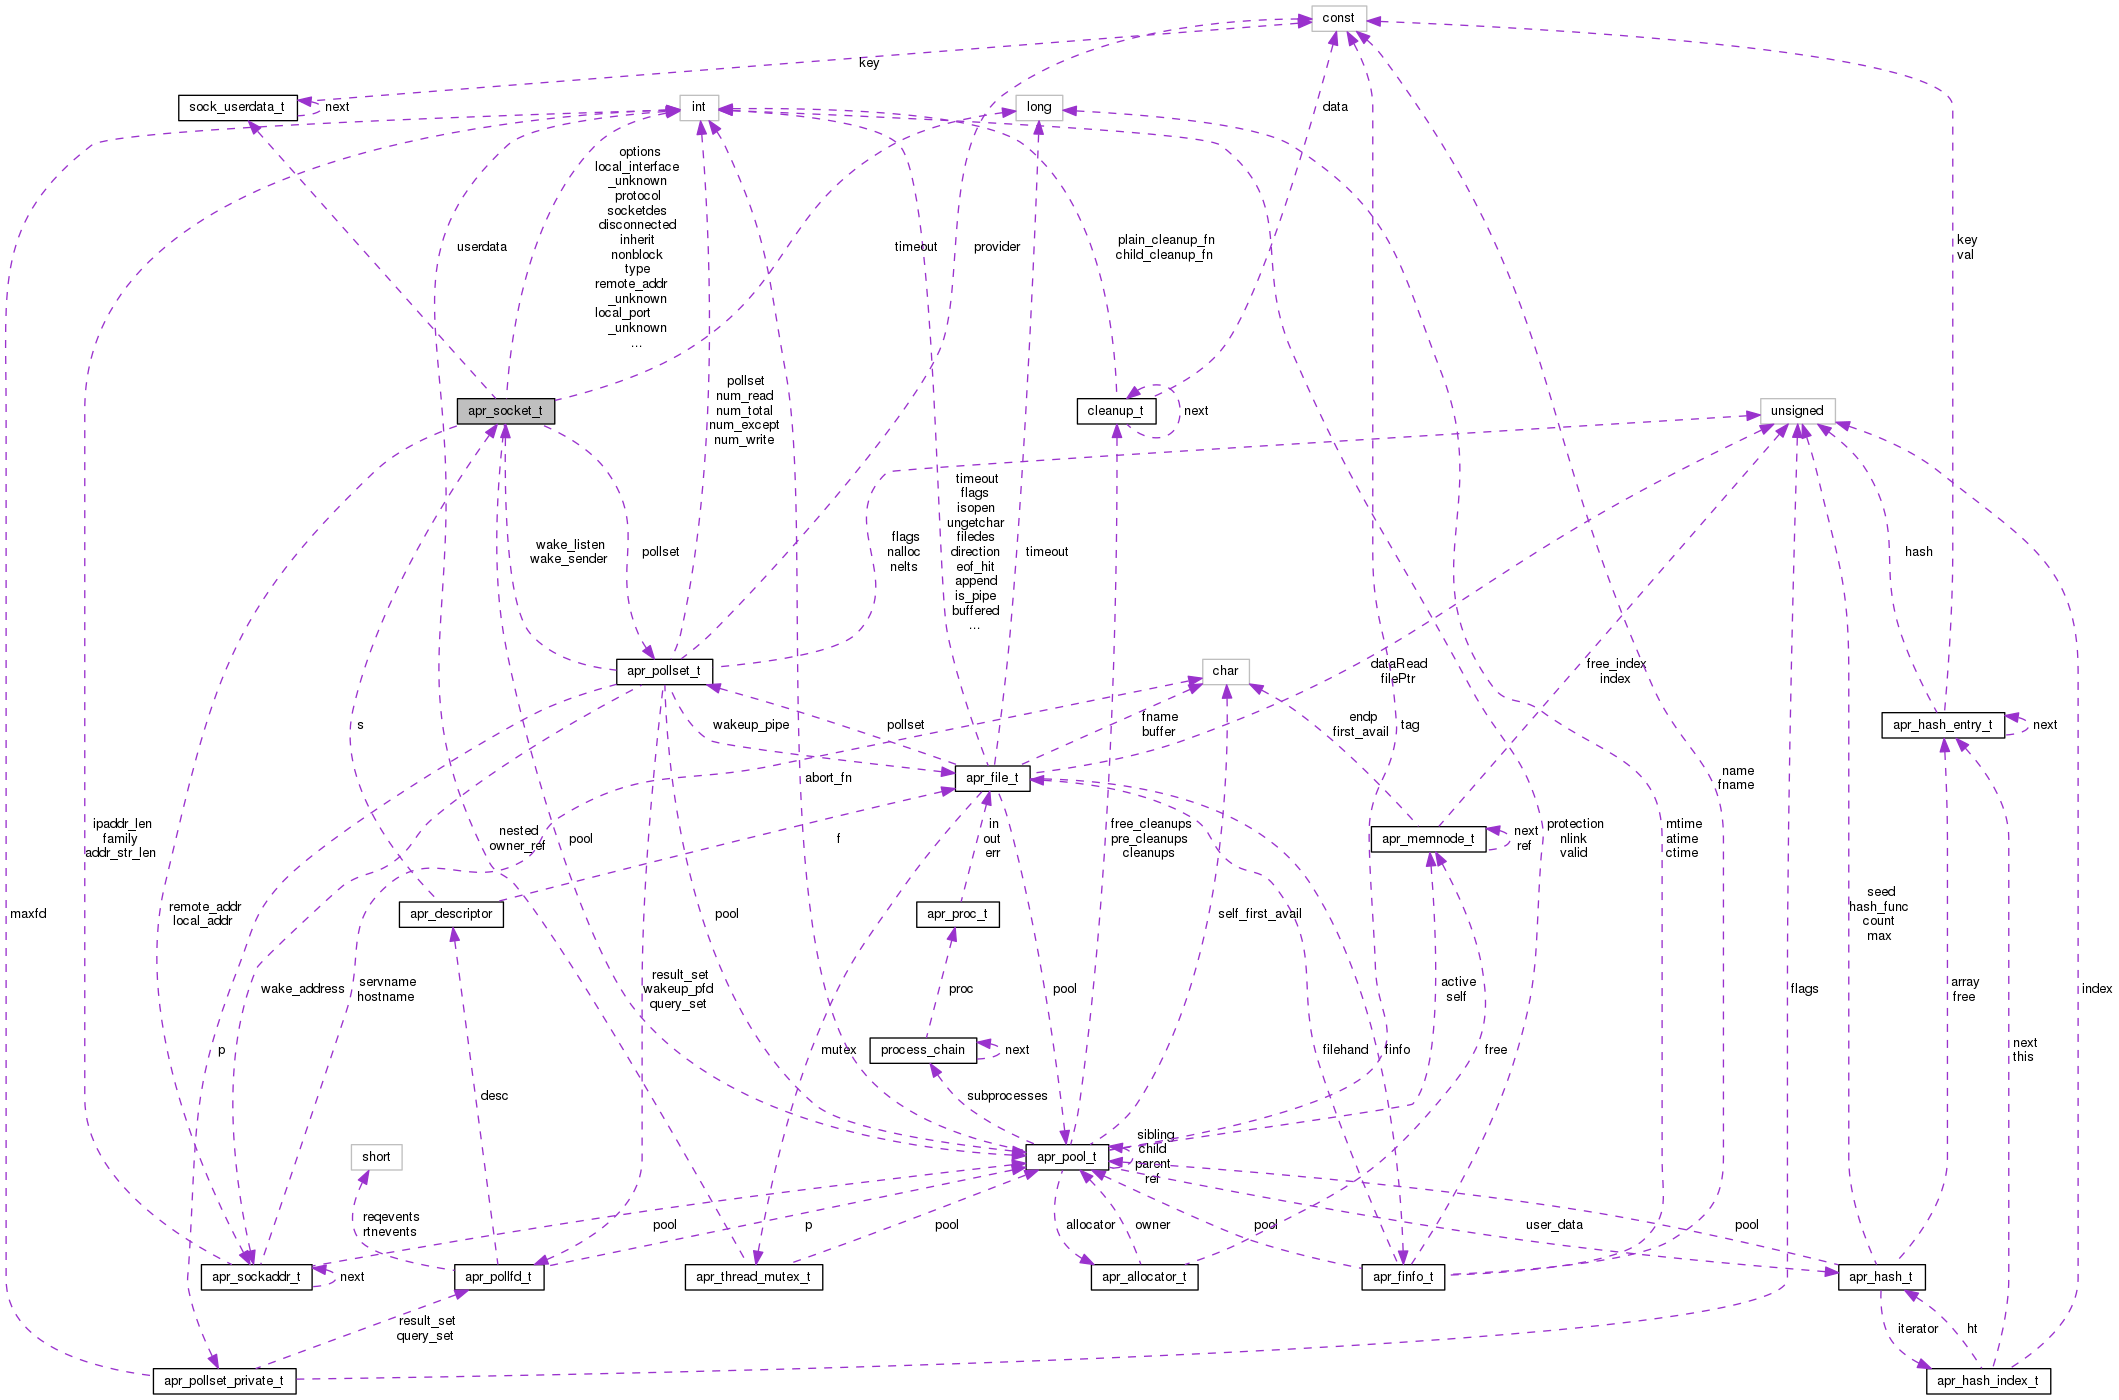 const
key
sock_userdata_t
next
int
long
data
options
local_interface
_unknown
protocol
socketdes
disconnected
inherit
nonblock
type
remote_addr
_unknown
local_port
_unknown
...
userdata
timeout
provider
plain_cleanup_fn
child_cleanup_fn
key
val
pollset
num_read
num_total
num_except
num_write
apr_socket_t
cleanup_t
next
unsigned
timeout
flags
isopen
ungetchar
filedes
direction
eof_hit
append
is_pipe
buffered
...
wake_listen
wake_sender
pollset
flags
nalloc
nelts
timeout
hash
apr_pollset_t
char
dataRead
filePtr
free_index
index
s
wakeup_pipe
pollset
fname
buffer
endp
first_avail
tag
apr_hash_entry_t
next
apr_file_t
abort_fn
name
fname
ipaddr_len
family
addr_str_len
nested
owner_ref
pool
f
in
out
err
free_cleanups
pre_cleanups
cleanups
apr_memnode_t
next
ref
protection
nlink
valid
mtime
atime
ctime
maxfd
remote_addr
local_addr
apr_descriptor
pool
apr_proc_t
self_first_avail
seed
hash_func
count
max
wake_address
servname
hostname
result_set
wakeup_pfd
query_set
proc
pool
active
self
flags
array
free
index
p
mutex
process_chain
next
filehand
finfo
free
next
this
desc
subprocesses
short
apr_pool_t
sibling
child
parent
ref
reqevents
rtnevents
pool
p
pool
allocator
owner
pool
user_data
pool
apr_sockaddr_t
next
apr_pollfd_t
apr_thread_mutex_t
apr_allocator_t
apr_finfo_t
apr_hash_t
result_set
query_set
iterator
ht
apr_pollset_private_t
apr_hash_index_t